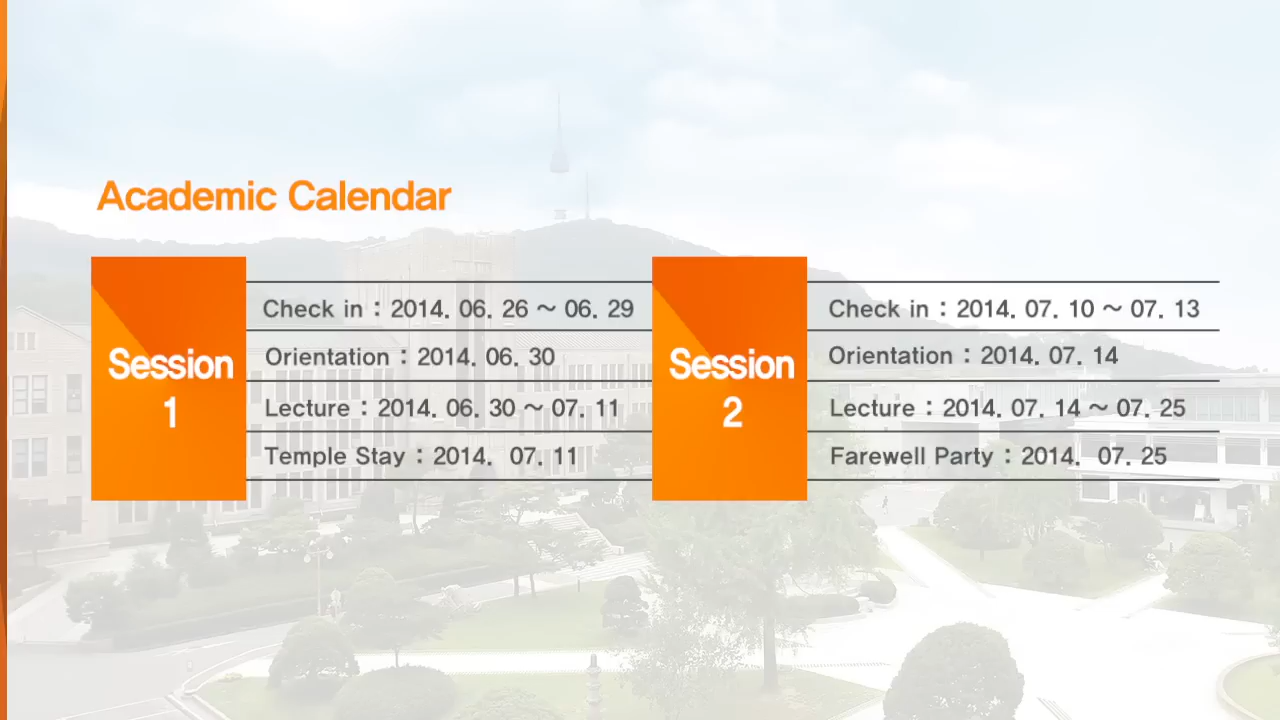 Academic Calendar
Session
1
Check in : 2014. 06. 26 ~ 06. 29
Orientation : 2014. 06. 30
Lecture : 2014. 06. 30 ~ 07. 11
Temple Stay : 2014. 07. 11
Session
2
Check in : 2014. 07. 10 ~ 07. 13
Orientation : 2014. 07. 14
Lecture : 2014. 07. 14 ~ 07. 25
Farewell Party : 2014. 07. 25